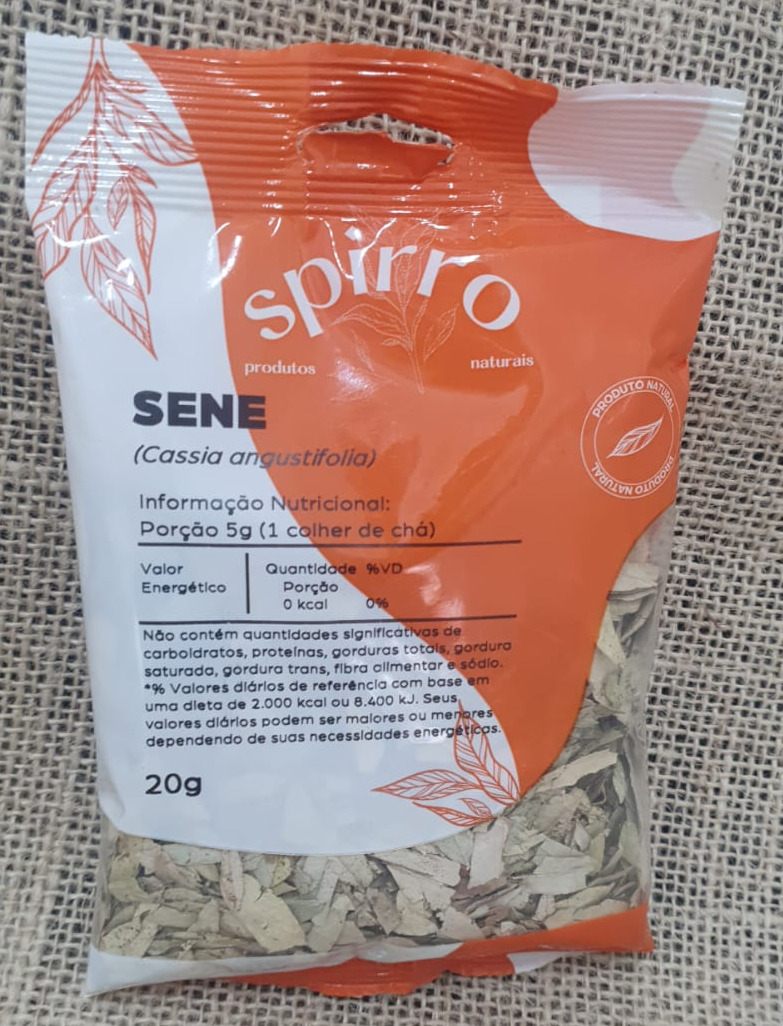 spirro
produtos naturais
SENE
(Cassia angustifolia)
PRODUTO NATURAL
PRODUTO NATURAL
Informação Nutricional:
Porção 5g (1 colher de chá)
Valor Quantidade %VD
Energético Porção
0 kcal 0%
Não contém quantidades significativas de
carboidratos, proteínas, gorduras totais, gordura
saturada, gordura trans, fibra alimentar e sódio.
*% Valores diários de referência com base em
uma dieta de 2.000 kcal ou 8.400 kJ. Seus
valores diários podem ser maiores ou menores
dependendo de suas necessidades energéticas.
20g